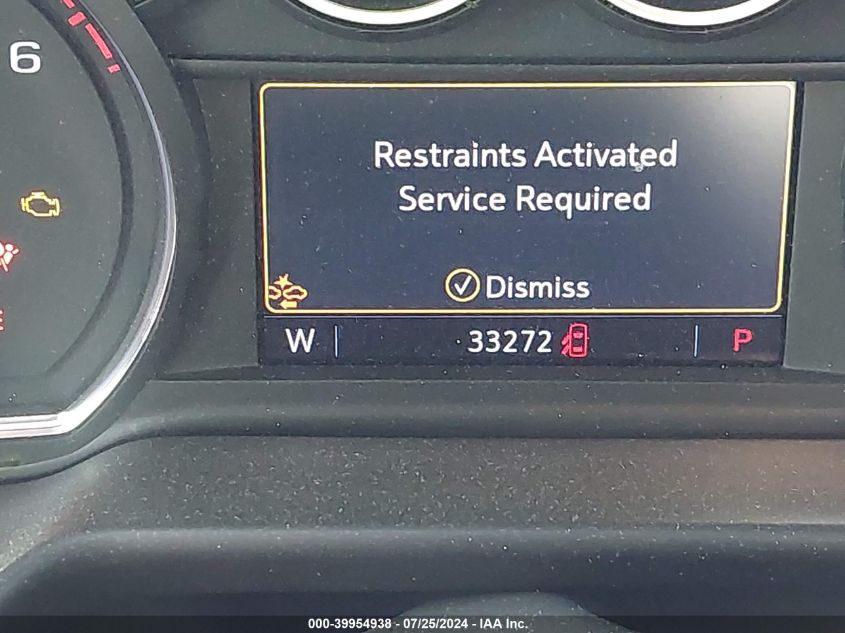 6
Restraints Activated
Service Required
Dismiss
W 33272 P
000-39954938 - 07/25/2024 - IAA Inc.